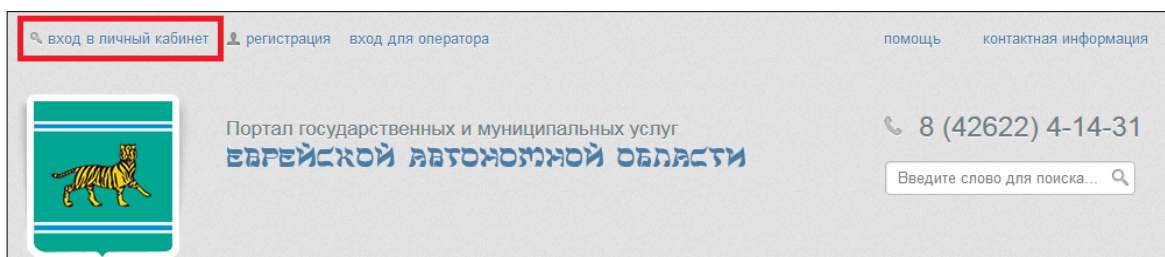 вход в личный кабинет регистрация вход для оператора помощь контактная информация
Портал государственных и муниципальных услуг
ЕВРЕЙСКОЙ АВТОНОМНОЙ ОБЛАСТИ
8 (42622) 4-14-31
Введите слово для поиска...